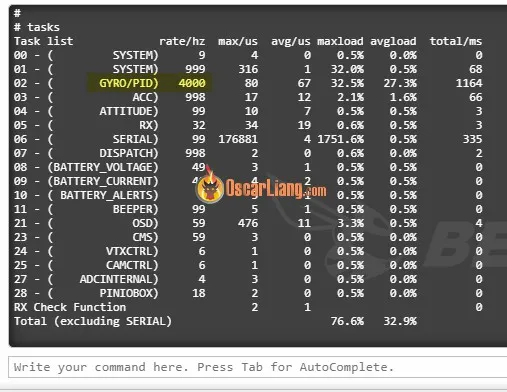 #
# tasks
Task list rate/hz max/us avg/us maxload avgload total/ms
00 - ( SYSTEM) 9 4 0 0.5% 0.0% 0
01 - ( SYSTEM) 999 316 1 32.0% 0.5% 68
02 - ( GYRO/PID) 4000 80 67 32.5% 27.3% 1164
03 - ( ACC) 998 17 12 2.1% 1.6% 66
04 - ( ATTITUDE) 99 10 7 0.5% 0.5% 3
05 - ( RX) 32 34 19 0.6% 0.5% 3
06 - ( SERIAL) 99 176881 4 1751.6% 0.5% 335
07 - ( DISPATCH) 998 2 0 0.6% 0.0% 2
08 - (BATTERY_VOLTAGE) 49 3 1 0.5% 0.5% 0
09 - (BATTERY_CURRENT) 4 2 0.5% 0.5% 0
10 - ( BATTERY_ALERTS) 0.5% 0.5% 0
11 - ( BEEPER) 99 5 1 0.5% 0.5% 0
21 - ( OSD) 59 476 11 3.3% 0.5% 4
23 - ( CMS) 59 3 0 0.5% 0.0% 0
24 - ( VTXCTRL) 6 1 0 0.5% 0.0% 0
25 - ( CAMCTRL) 6 1 0 0.5% 0.0% 0
27 - ( ADCINTERNAL) 4 3 0 0.5% 0.0% 0
28 - ( PINIOBOX) 18 2 0 0.5% 0.0% 0
RX Check Function 2 1 0
Total (excluding SERIAL) 76.6% 32.9%
OscarLiang.com
Write your command here. Press Tab for AutoComplete.